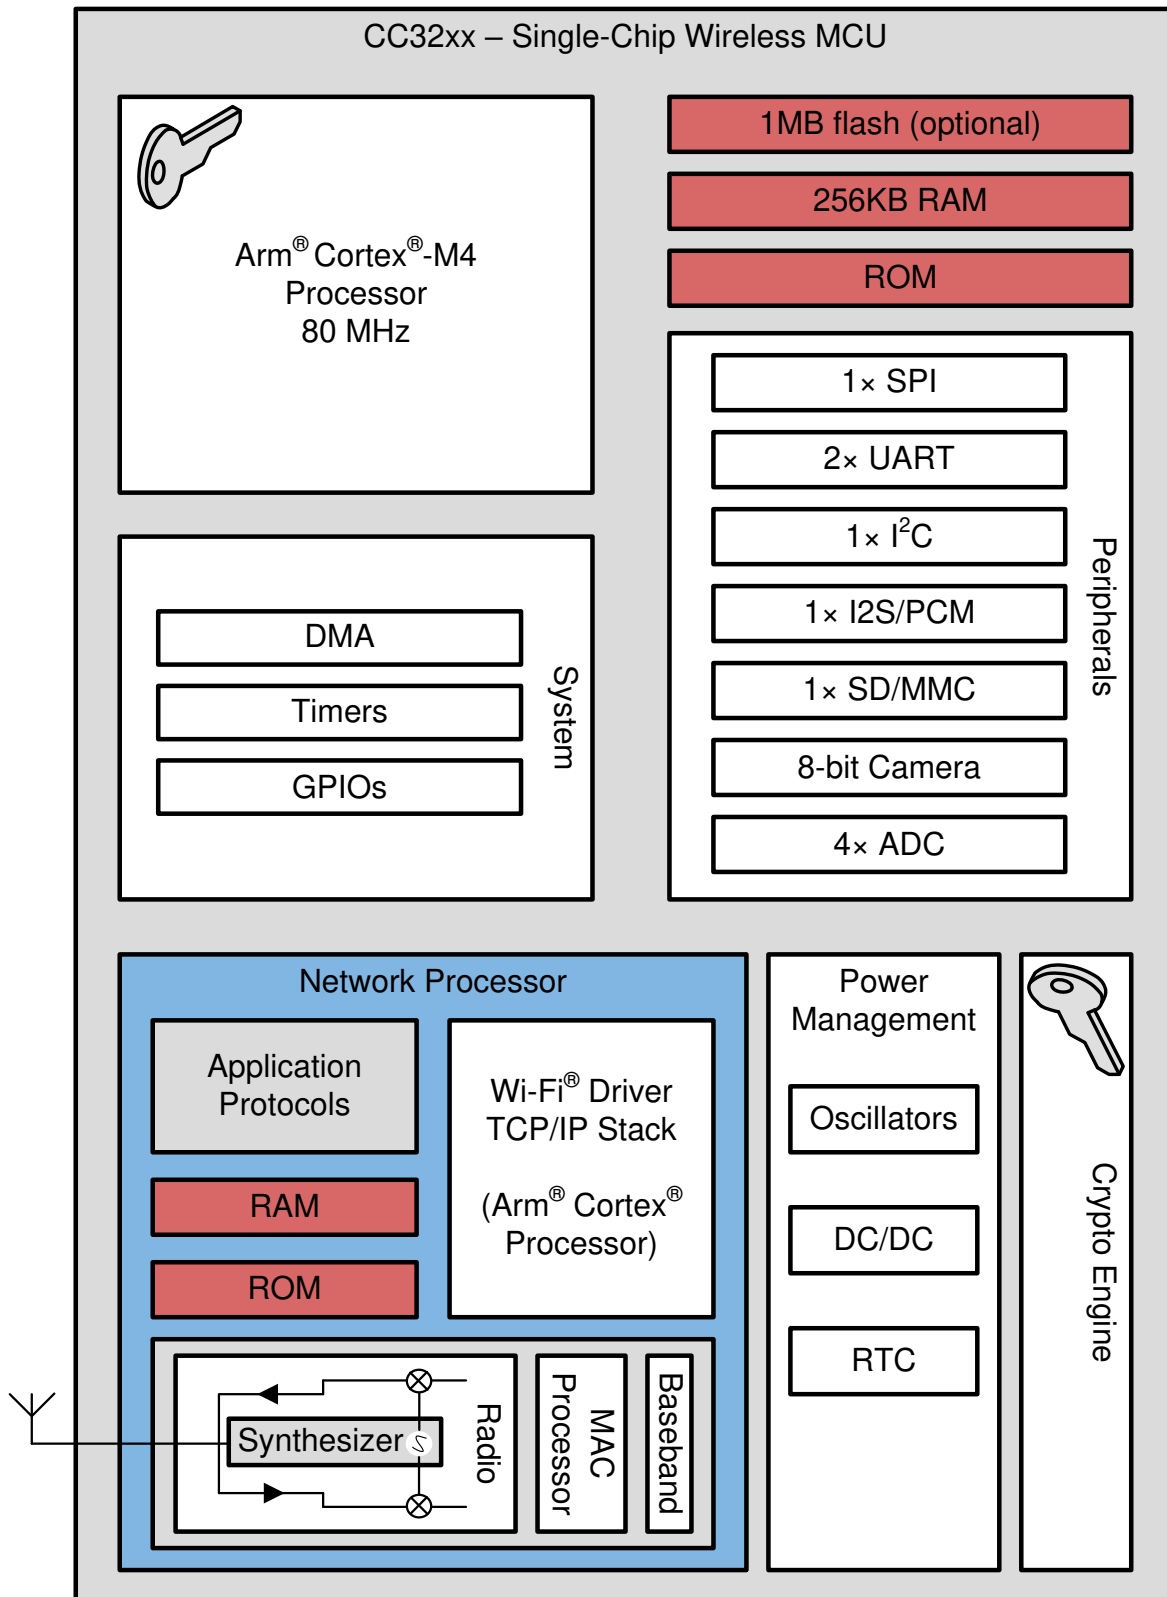 CC32xx – Single-Chip Wireless MCU
Arm® Cortex®-M4
Processor
80 MHz
1MB flash (optional)
256KB RAM
ROM
1× SPI
2× UART
1× I²C
1× I2S/PCM
1× SD/MMC
8-bit Camera
4× ADC
Peripherals
DMA
Timers
GPIOs
System
Network Processor
Application
Protocols
RAM
ROM
Wi-Fi® Driver
TCP/IP Stack
(Arm® Cortex®
Processor)
Synthesizer
Radio
MAC
Processor
Baseband
Power
Management
Oscillators
DC/DC
RTC
Crypto Engine